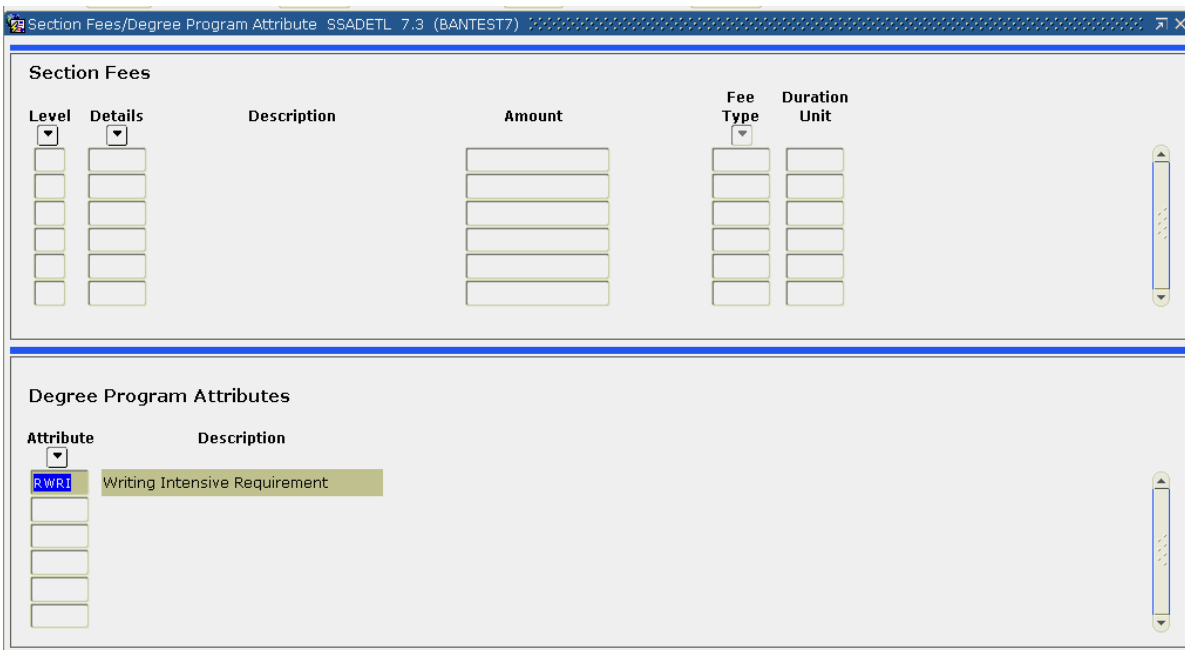 Section Fees/Degree Program Attribute SSADETL 7.3 (BANTEST7)
Section Fees
Level Details Description Amount Fee Type Duration Unit
Degree Program Attributes
Attribute Description
RWRI Writing Intensive Requirement